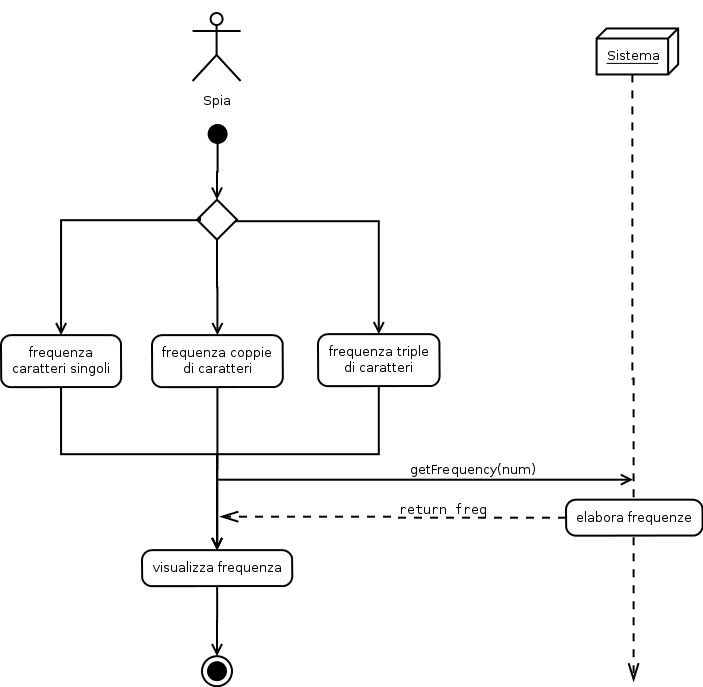 Sistema
Spia
frequenza
caratteri singoli
frequenza coppie
di caratteri
frequenza triple
di caratteri
getFrequency(num)
return freq
elabora frequenze
visualizza frequenza